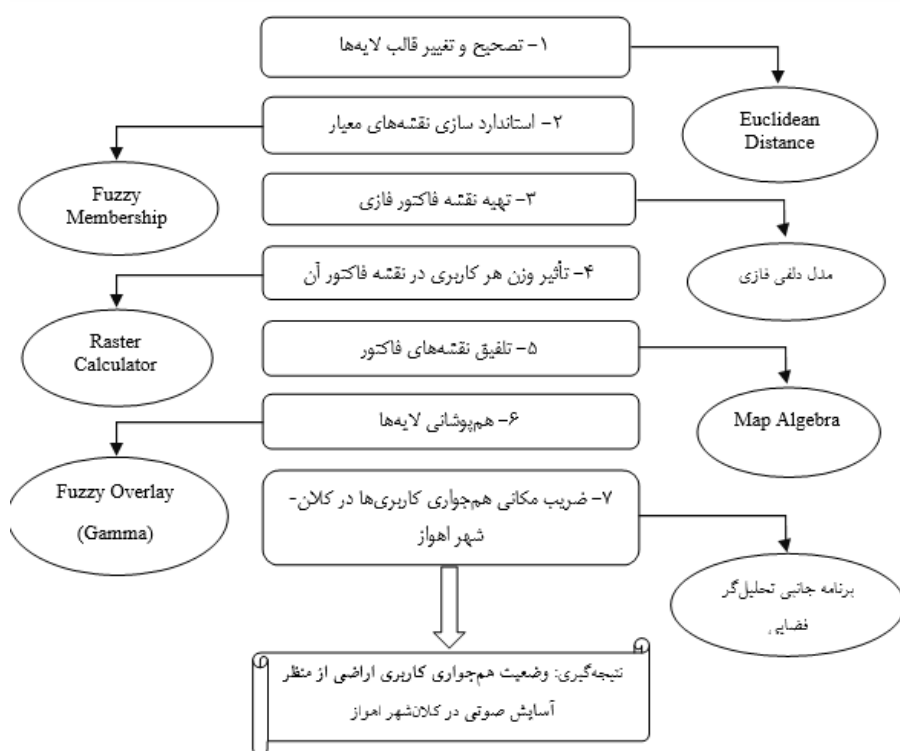 ۱- تصحیح و تغییر قالب لایه‌ها
Euclidean
Distance
۲- استاندارد سازی نقشه‌های معیار
Fuzzy
Membership
۳- تهیه نقشه فاکتور فازی
مدل دلفی فازی
۴- تأثیر وزن هر کاربری در نقشه فاکتور آن
Raster
Calculator
۵- تلفیق نقشه‌های فاکتور
Map Algebra
۶- هم‌پوشانی لایه‌ها
Fuzzy Overlay
(Gamma)
۷- ضریب مکانی هم‌جواری کاربری‌ها در کلان-
شهر اهواز
برنامه جانبی تحلیل‌گر
فضایی
نتیجه‌گیری: وضعیت هم‌جواری کاربری اراضی از منظر
آسایش صوتی در کلان‌شهر اهواز